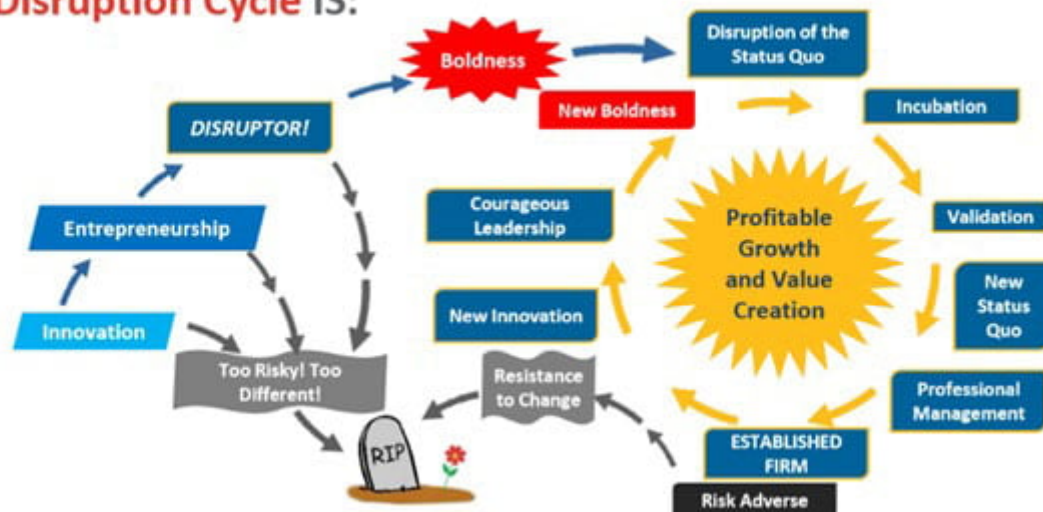 Disruption Cycle IS:
Boldness
Disruption of the
Status Quo
New Boldness
Incubation
DISRUPTOR!
Courageous
Leadership
Profitable
Growth
and Value
Creation
Validation
Entrepreneurship
New
Status
Quo
New Innovation
Innovation
Too Risky! Too
Different!
Resistance
to Change
Professional
Management
ESTABLISHED
FIRM
RIP
Risk Adverse